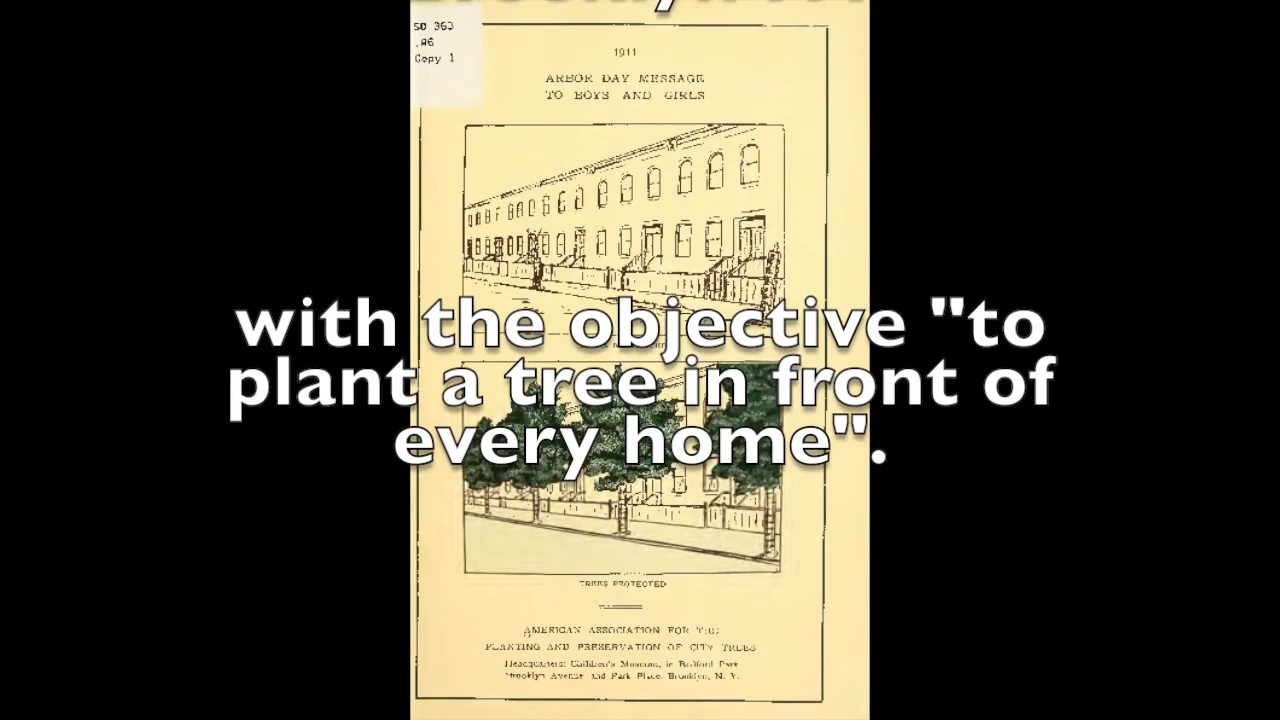 SD 363
.A6
Copy 1
1911
ARBOR DAY MESSAGE
TO BOYS AND GIRLS
with the objective "to
plant a tree in front of
every home".
TREES PROTECTED
AMERICAN ASSOCIATION FOR THE
PLANTING AND PRESERVATION OF CITY TREES
Headquarters: Children's Museum, in Bedford Park
Brooklyn Avenue and Park Place, Brooklyn, N. Y.